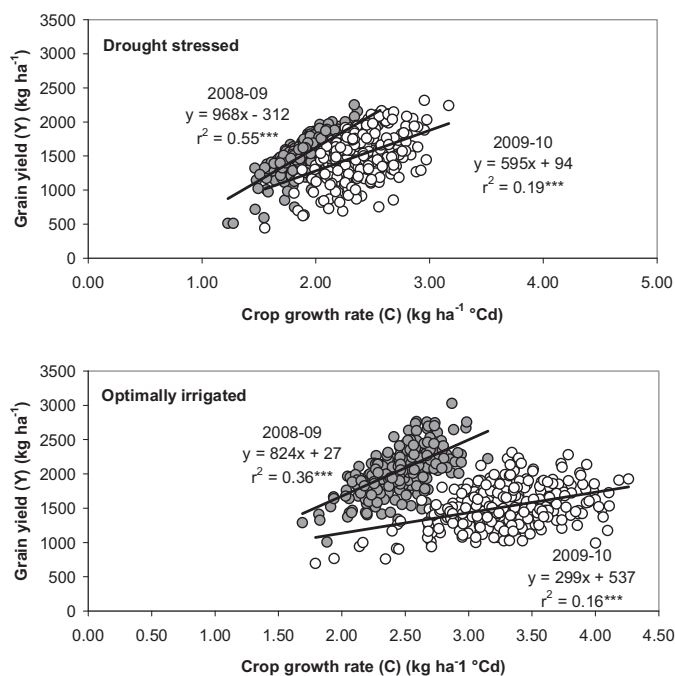 3500
3000
2500
2000
1500
1000
500
0
Grain yield (Y) (kg ha⁻¹)
Drought stressed
2008-09
y = 968x - 312
r² = 0.55***
2009-10
y = 595x + 94
r² = 0.19***
0.00 1.00 2.00 3.00 4.00 5.00
Crop growth rate (C) (kg ha⁻¹ °Cd)
3500
3000
2500
2000
1500
1000
500
0
Grain yield (Y) (kg ha⁻¹)
Optimally irrigated
2008-09
y = 824x + 27
r² = 0.36***
2009-10
y = 299x + 537
r² = 0.16***
0.00 0.50 1.00 1.50 2.00 2.50 3.00 3.50 4.00 4.50
Crop growth rate (C) (kg ha-1 °Cd)